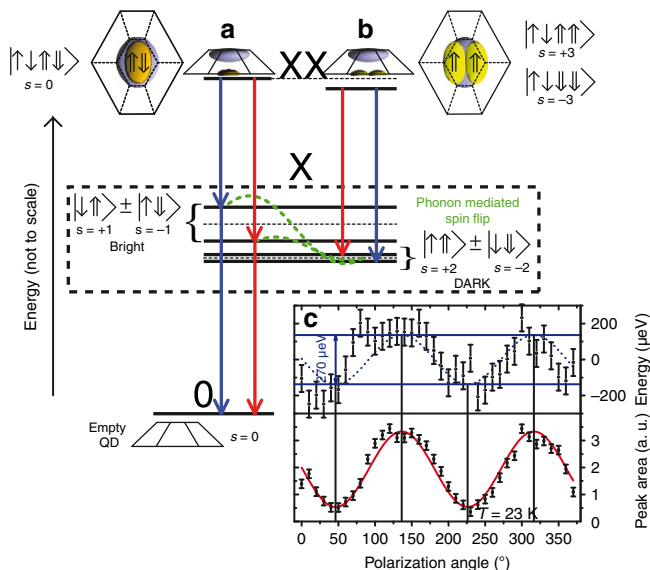 a
b
|↑↓⇑⇓⟩
s = 0
XX
|↑↓⇑⇑⟩
s = +3
|↑↓⇓⇓⟩
s = −3
⇑⇓
⇑ ⇑
Energy (not to scale)
X
|↓⇑⟩ ± |↑⇓⟩
s = +1 s = −1
Bright
Phonon mediated
spin flip
|↑⇑⟩ ± |↓⇓⟩
s = +2 s = −2
DARK
0
Empty
QD
s = 0
c
270 µeV
200
0
−200
Energy (µeV)
3
2
1
0
Peak area (a. u.)
T = 23 K
0 50 100 150 200 250 300 350
Polarization angle (°)